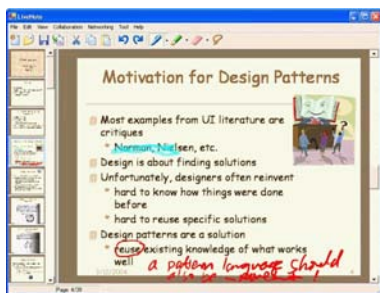 LiveNotes
File Edit View Collaboration Networking Tool Help
Motivation for Design Patterns
Most examples from UI literature are
critiques
Norman, Nielsen, etc.
Design is about finding solutions
Unfortunately, designers often reinvent
hard to know how things were done
before
hard to reuse specific solutions
Design patterns are a solution
reuse existing knowledge of what works
well
a pattern language should
Page 4/39